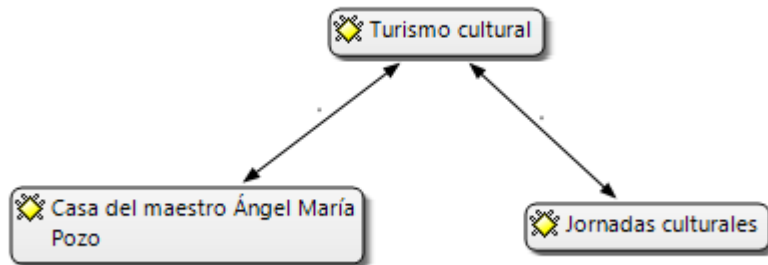 Turismo cultural
Casa del maestro Ángel María
Pozo
Jornadas culturales